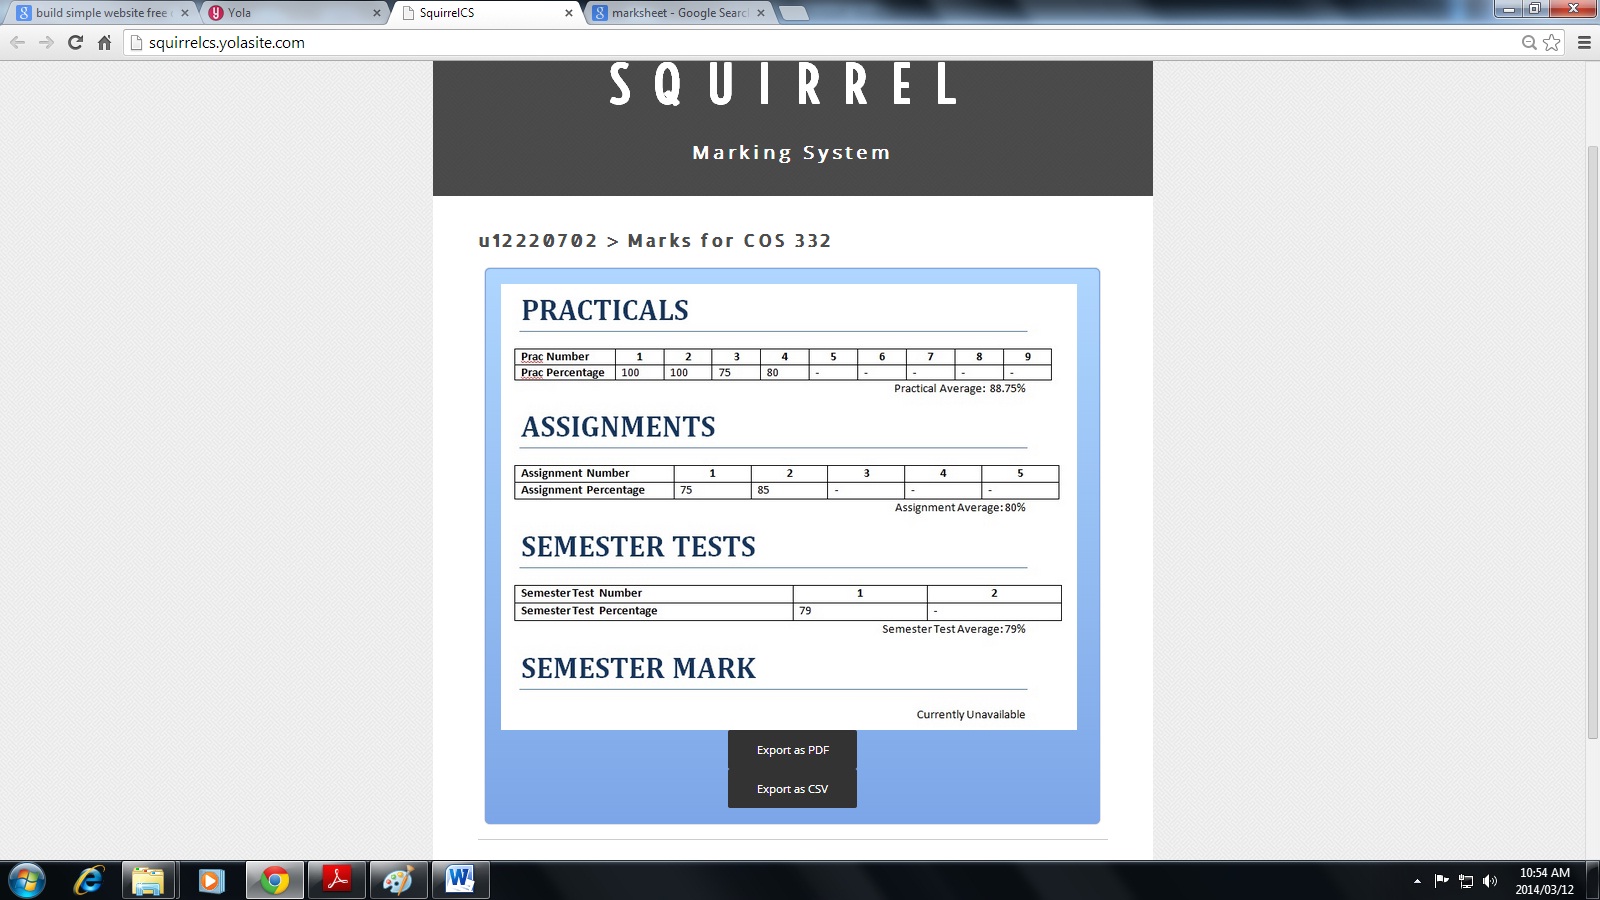 build simple website free
Yola
SquirrelCS
marksheet - Google Searc
squirrelcs.yolasite.com
SQUIRREL
Marking System
u12220702 > Marks for COS 332
PRACTICALS
Prac Number 1 2 3 4 5 6 7 8 9
Prac Percentage 100 100 75 80 - - - - -
Practical Average: 88.75%
ASSIGNMENTS
Assignment Number 1 2 3 4 5
Assignment Percentage 75 85 - - -
Assignment Average: 80%
SEMESTER TESTS
Semester Test Number 1 2
Semester Test Percentage 79 -
Semester Test Average: 79%
SEMESTER MARK
Currently Unavailable
Export as PDF
Export as CSV
10:54 AM
2014/03/12